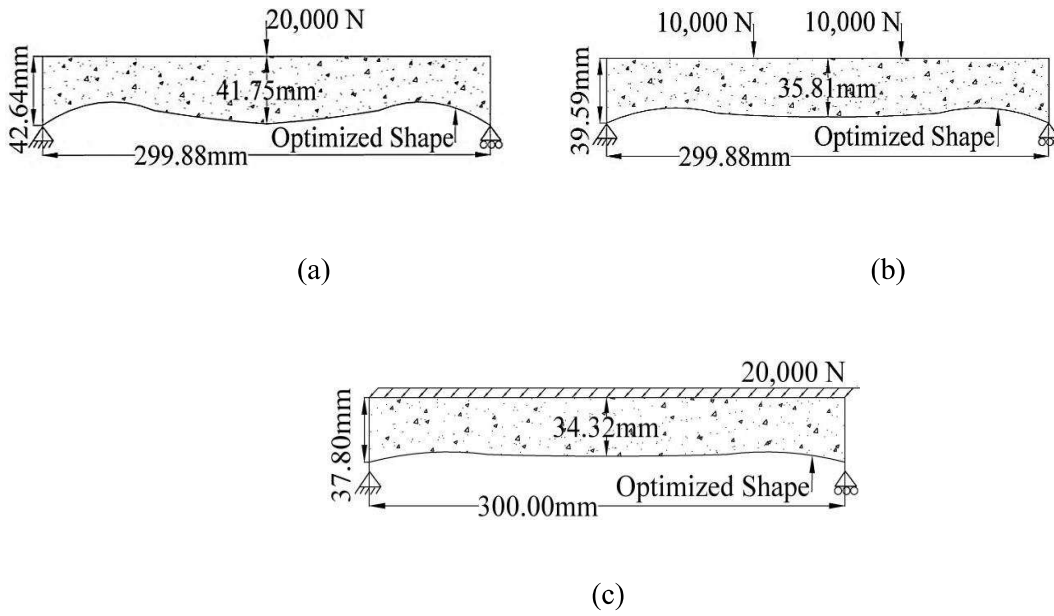 20,000 N
42.64mm
41.75mm
Optimized Shape
299.88mm
(a)
10,000 N
10,000 N
39.59mm
35.81mm
Optimized Shape
299.88mm
(b)
20,000 N
37.80mm
34.32mm
Optimized Shape
300.00mm
(c)